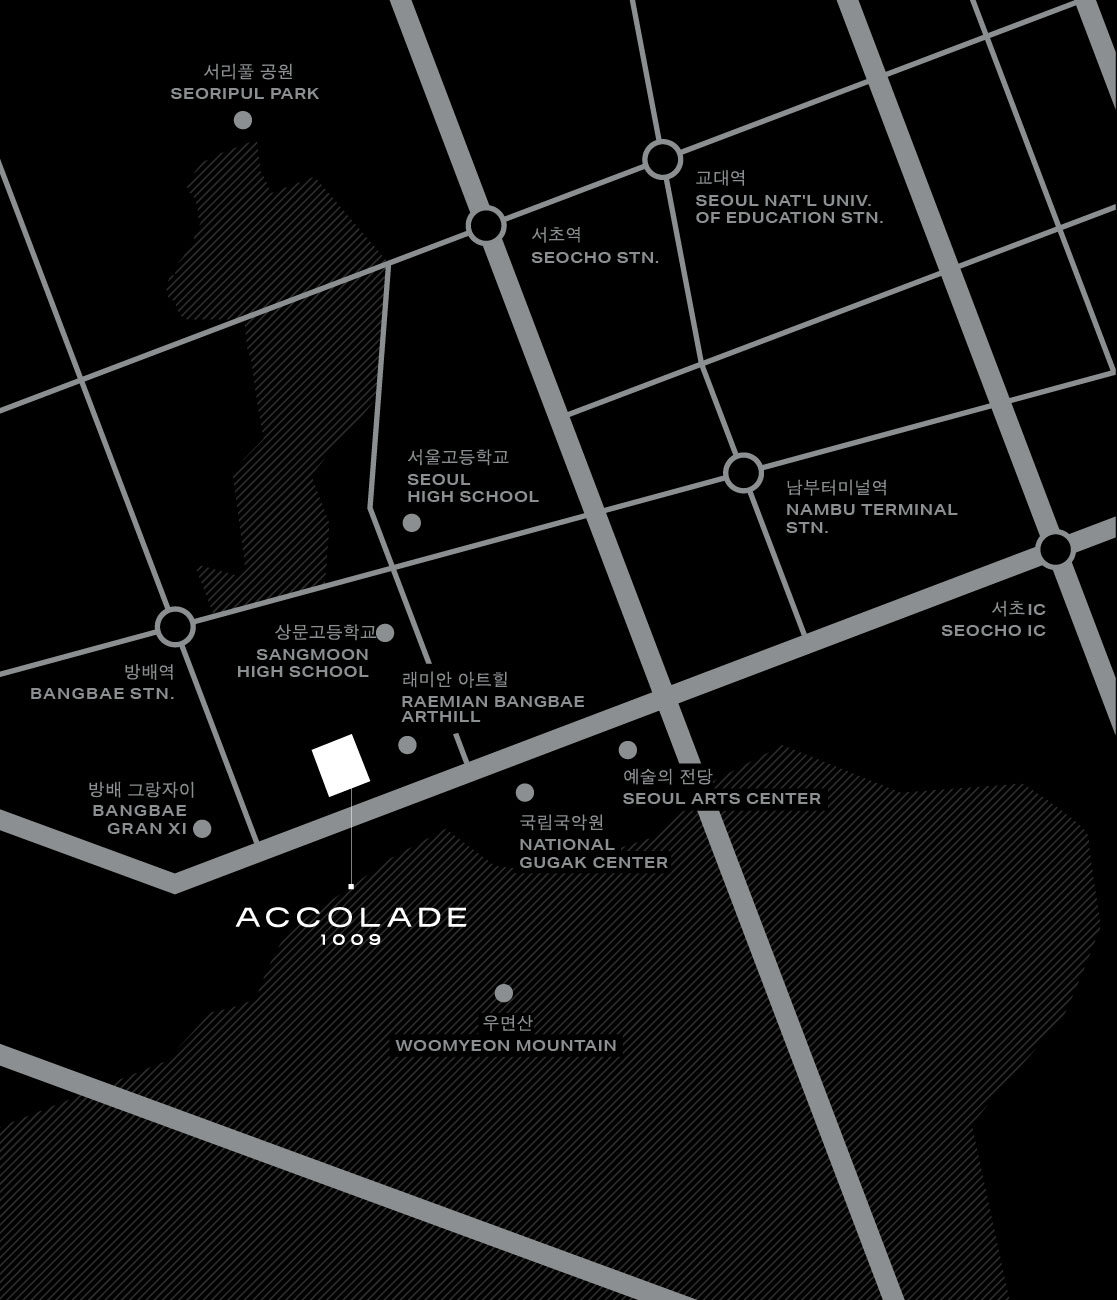 서리풀 공원
SEORIPUL PARK
교대역
SEOUL NAT'L UNIV.
OF EDUCATION STN.
서초역
SEOCHO STN.
서울고등학교
SEOUL
HIGH SCHOOL
남부터미널역
NAMBU TERMINAL
STN.
서초IC
SEOCHO IC
상문고등학교
SANGMOON
HIGH SCHOOL
방배역
BANGBAE STN.
래미안 아트힐
RAEMIAN BANGBAE
ARTHILL
방배 그랑자이
BANGBAE
GRAN XI
예술의 전당
SEOUL ARTS CENTER
국립국악원
NATIONAL
GUGAK CENTER
ACCOLADE
1009
우면산
WOOMYEON MOUNTAIN